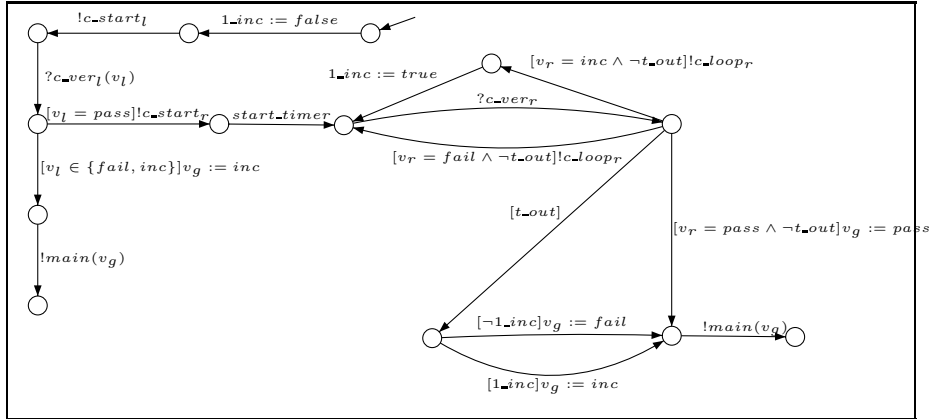 !c_start_l
1_inc := false
?c_ver_l(v_l)
1_inc := true
[v_r = inc ∧ ¬t_out]!c_loop_r
?c_ver_r
[v_l = pass]!c_start_r
start_timer
[v_r = fail ∧ ¬t_out]!c_loop_r
[v_l ∈ {fail, inc}]v_g := inc
[t_out]
[v_r = pass ∧ ¬t_out]v_g := pass
!main(v_g)
[¬1_inc]v_g := fail
!main(v_g)
[1_inc]v_g := inc